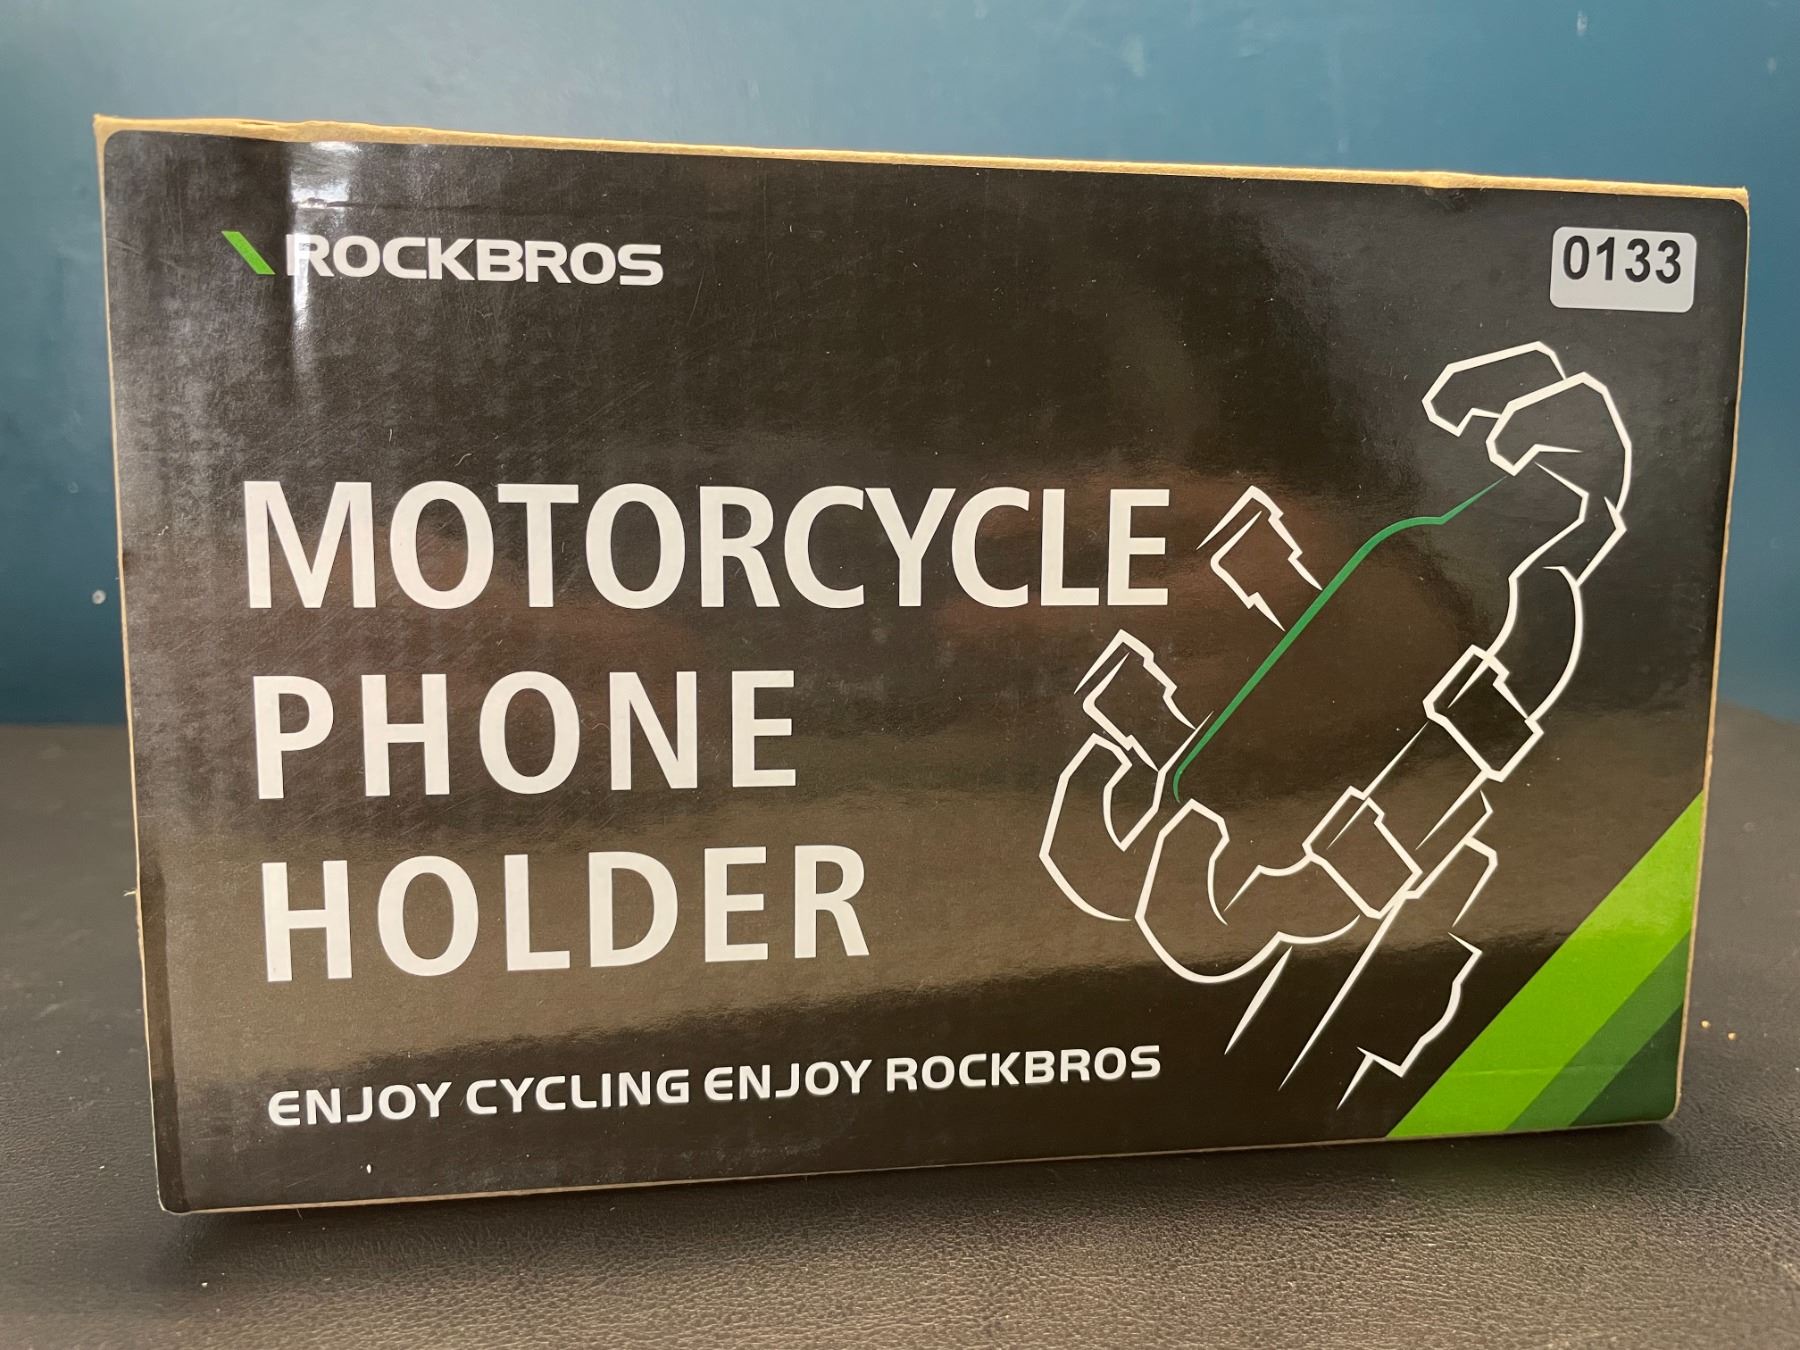 ROCKBROS
0133
MOTORCYCLE
PHONE
HOLDER
ENJOY CYCLING ENJOY ROCKBROS